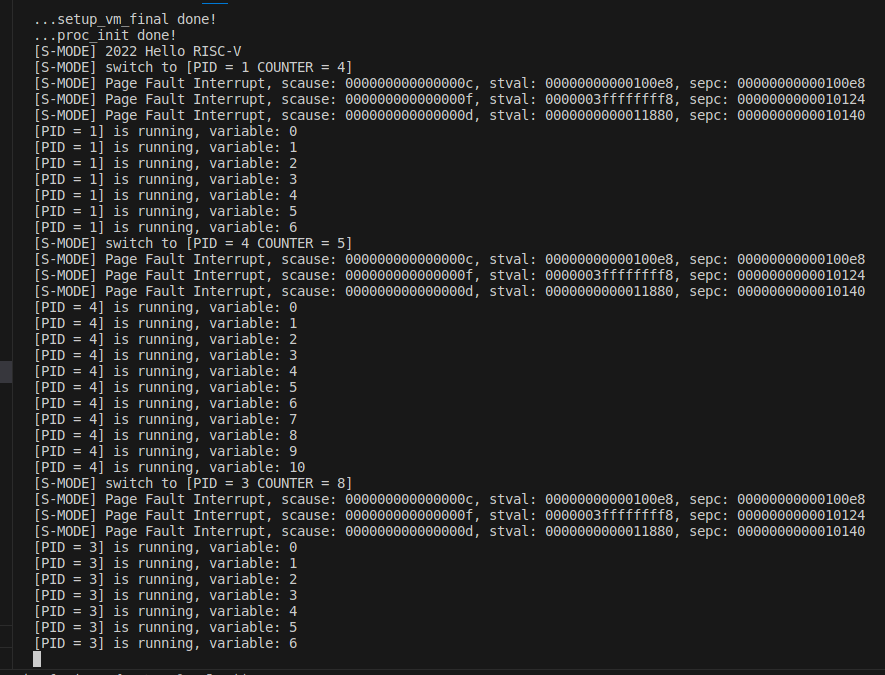 ...setup_vm_final done!
...proc_init done!
[S-MODE] 2022 Hello RISC-V
[S-MODE] switch to [PID = 1 COUNTER = 4]
[S-MODE] Page Fault Interrupt, scause: 000000000000000c, stval: 00000000000100e8, sepc: 00000000000100e8
[S-MODE] Page Fault Interrupt, scause: 000000000000000f, stval: 0000003ffffffff8, sepc: 0000000000010124
[S-MODE] Page Fault Interrupt, scause: 000000000000000d, stval: 0000000000011880, sepc: 0000000000010140
[PID = 1] is running, variable: 0
[PID = 1] is running, variable: 1
[PID = 1] is running, variable: 2
[PID = 1] is running, variable: 3
[PID = 1] is running, variable: 4
[PID = 1] is running, variable: 5
[PID = 1] is running, variable: 6
[S-MODE] switch to [PID = 4 COUNTER = 5]
[S-MODE] Page Fault Interrupt, scause: 000000000000000c, stval: 00000000000100e8, sepc: 00000000000100e8
[S-MODE] Page Fault Interrupt, scause: 000000000000000f, stval: 0000003ffffffff8, sepc: 0000000000010124
[S-MODE] Page Fault Interrupt, scause: 000000000000000d, stval: 0000000000011880, sepc: 0000000000010140
[PID = 4] is running, variable: 0
[PID = 4] is running, variable: 1
[PID = 4] is running, variable: 2
[PID = 4] is running, variable: 3
[PID = 4] is running, variable: 4
[PID = 4] is running, variable: 5
[PID = 4] is running, variable: 6
[PID = 4] is running, variable: 7
[PID = 4] is running, variable: 8
[PID = 4] is running, variable: 9
[PID = 4] is running, variable: 10
[S-MODE] switch to [PID = 3 COUNTER = 8]
[S-MODE] Page Fault Interrupt, scause: 000000000000000c, stval: 00000000000100e8, sepc: 00000000000100e8
[S-MODE] Page Fault Interrupt, scause: 000000000000000f, stval: 0000003ffffffff8, sepc: 0000000000010124
[S-MODE] Page Fault Interrupt, scause: 000000000000000d, stval: 0000000000011880, sepc: 0000000000010140
[PID = 3] is running, variable: 0
[PID = 3] is running, variable: 1
[PID = 3] is running, variable: 2
[PID = 3] is running, variable: 3
[PID = 3] is running, variable: 4
[PID = 3] is running, variable: 5
[PID = 3] is running, variable: 6